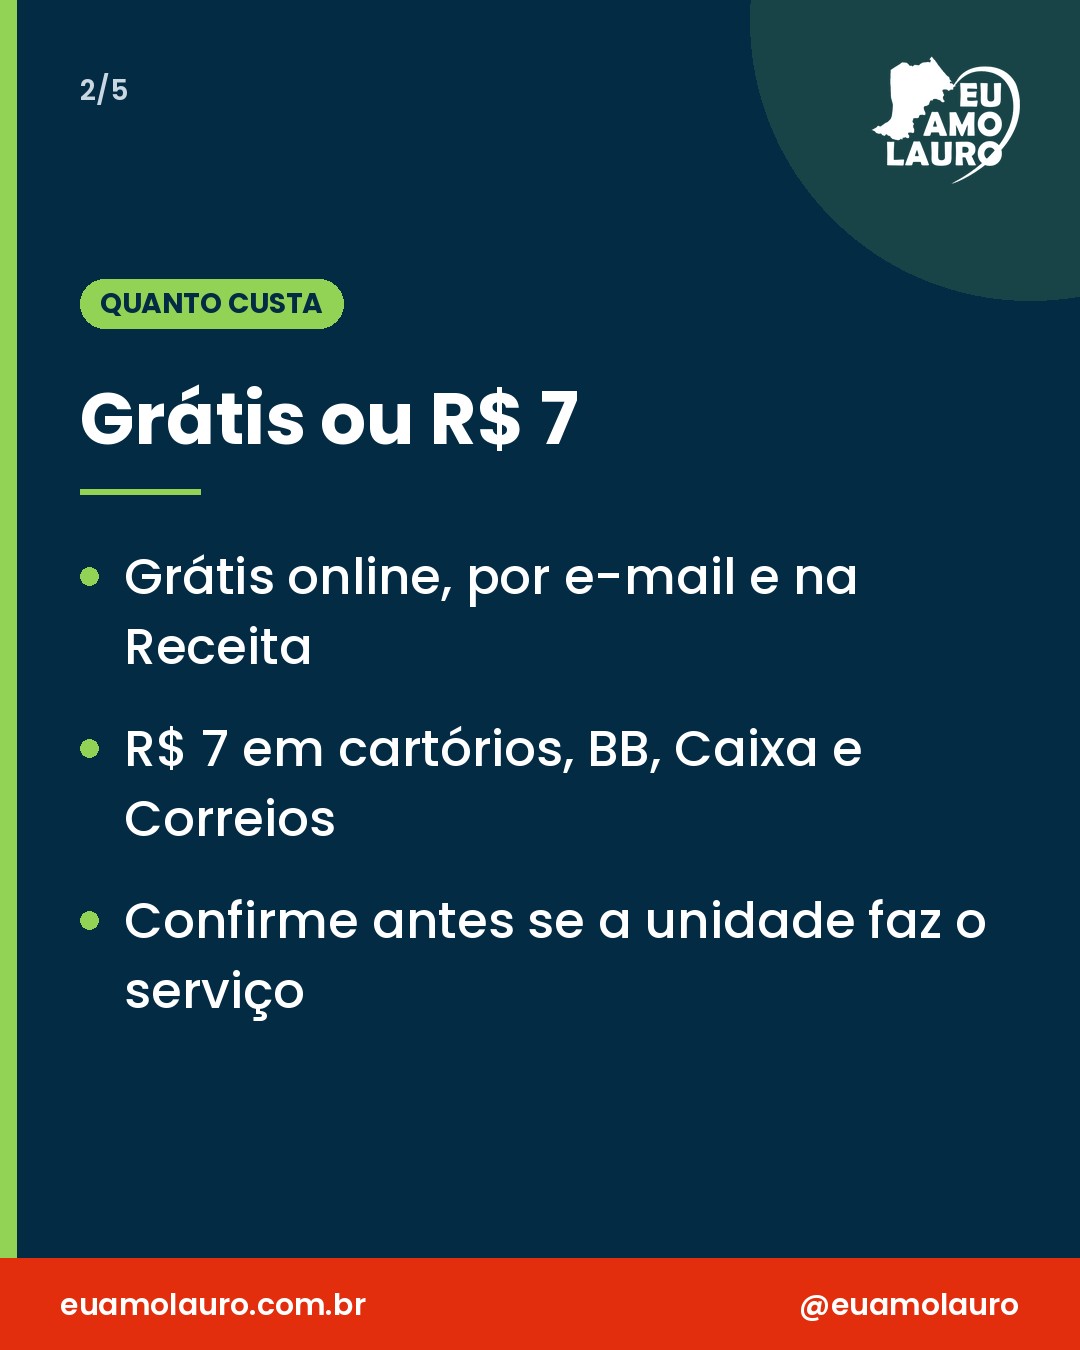 2/5
EU
AMO
LAURO
QUANTO CUSTA
Grátis ou R$ 7
Grátis online, por e-mail e na
Receita
R$ 7 em cartórios, BB, Caixa e
Correios
Confirme antes se a unidade faz o
serviço
euamolauro.com.br
@euamolauro